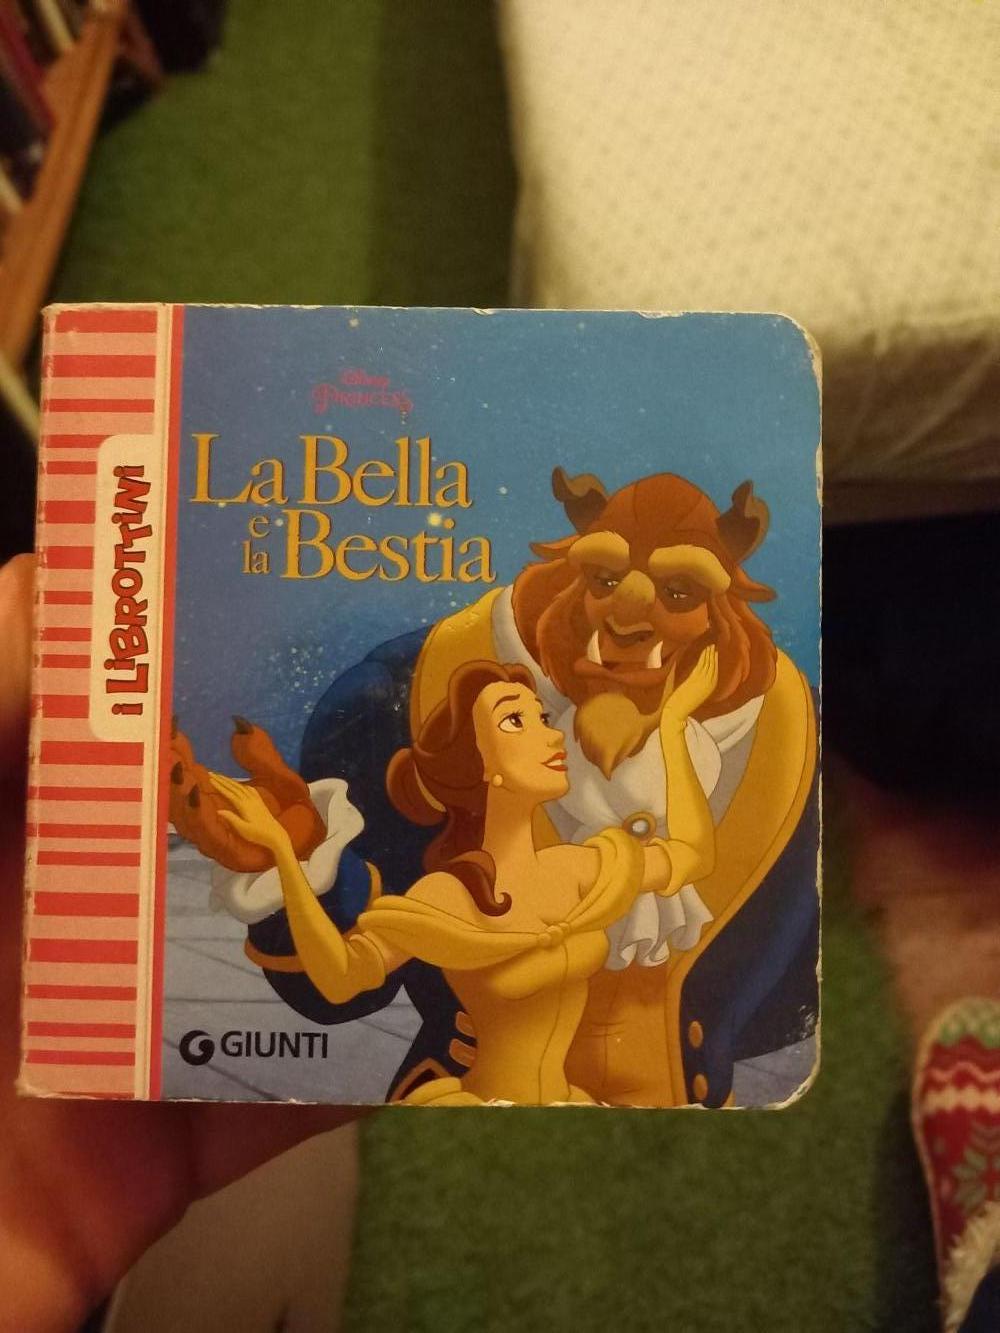 Disney
PRINCESS
La Bella
e
la Bestia
i LiBROTTiNi
GIUNTI